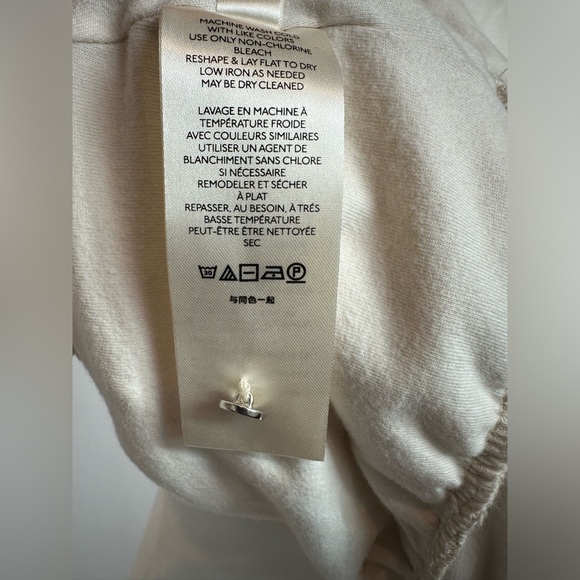 MACHINE WASH COLD
WITH LIKE COLORS
USE ONLY NON-CHLORINE
BLEACH
RESHAPE & LAY FLAT TO DRY
LOW IRON AS NEEDED
MAY BE DRY CLEANED
LAVAGE EN MACHINE À
TEMPÉRATURE FROIDE
AVEC COULEURS SIMILAIRES
UTILISER UN AGENT DE
BLANCHIMENT SANS CHLORE
SI NÉCESSAIRE
REMODELER ET SÉCHER
À PLAT
REPASSER, AU BESOIN, À TRÉS
BASSE TEMPÉRATURE
PEUT-ÊTRE ÊTRE NETTOYÉE
SEC
30 P
与同色一起